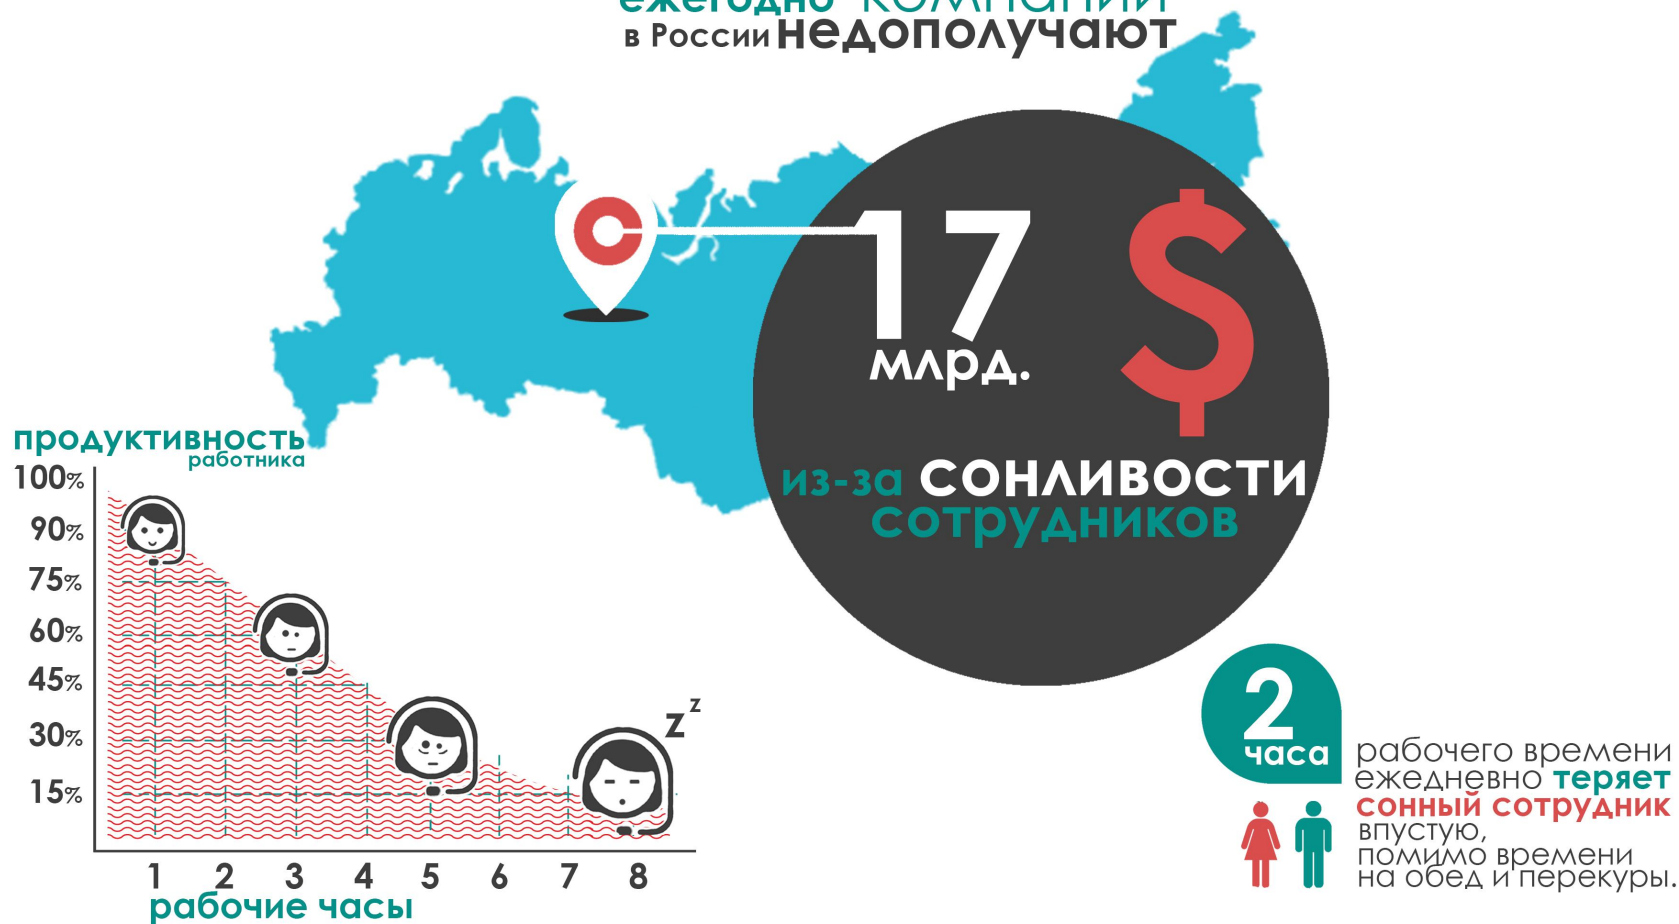 ежегодно компании
в России недополучают
17
млрд.
$
из-за сонливости
сотрудников
продуктивность
работника
100%
90%
75%
60%
45%
30%
15%
z z
1 2 3 4 5 6 7 8
рабочие часы
2
часа
рабочего времени
ежедневно теряет
сонный сотрудник
впустую,
помимо времени
на обед и перекуры.